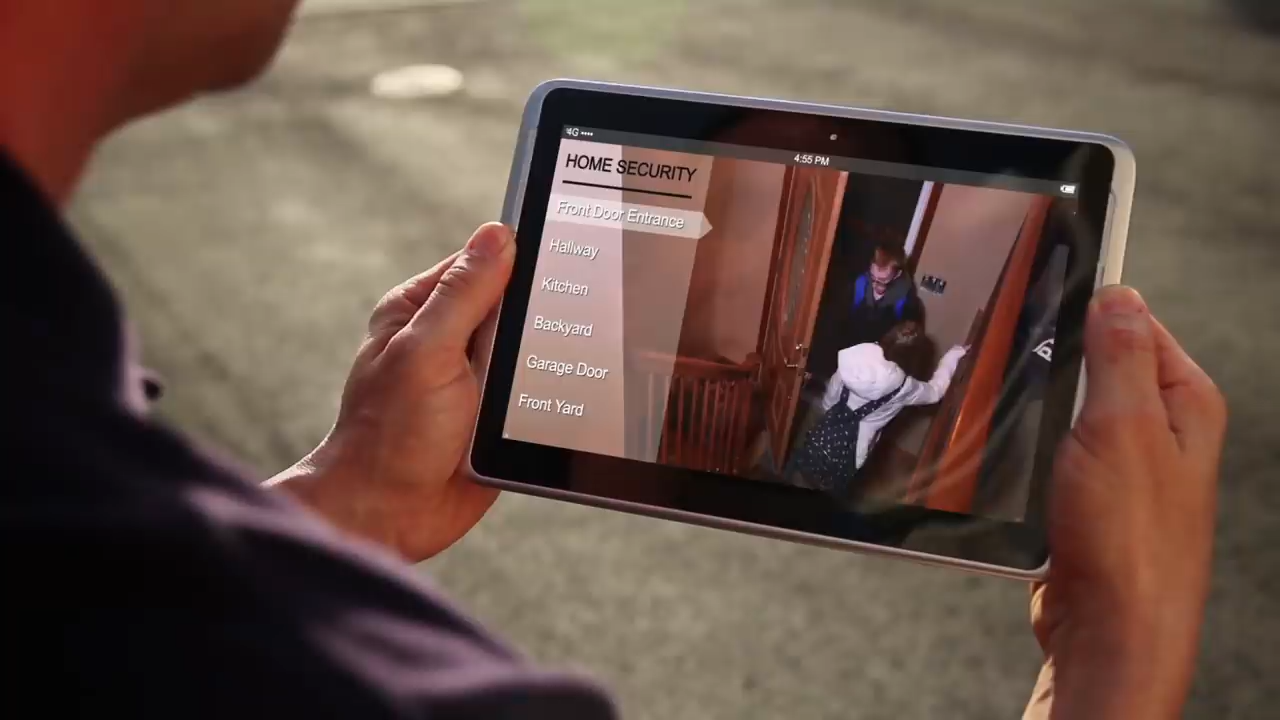 4G
4:55 PM
HOME SECURITY
Front Door Entrance
Hallway
Kitchen
Backyard
Garage Door
Front Yard